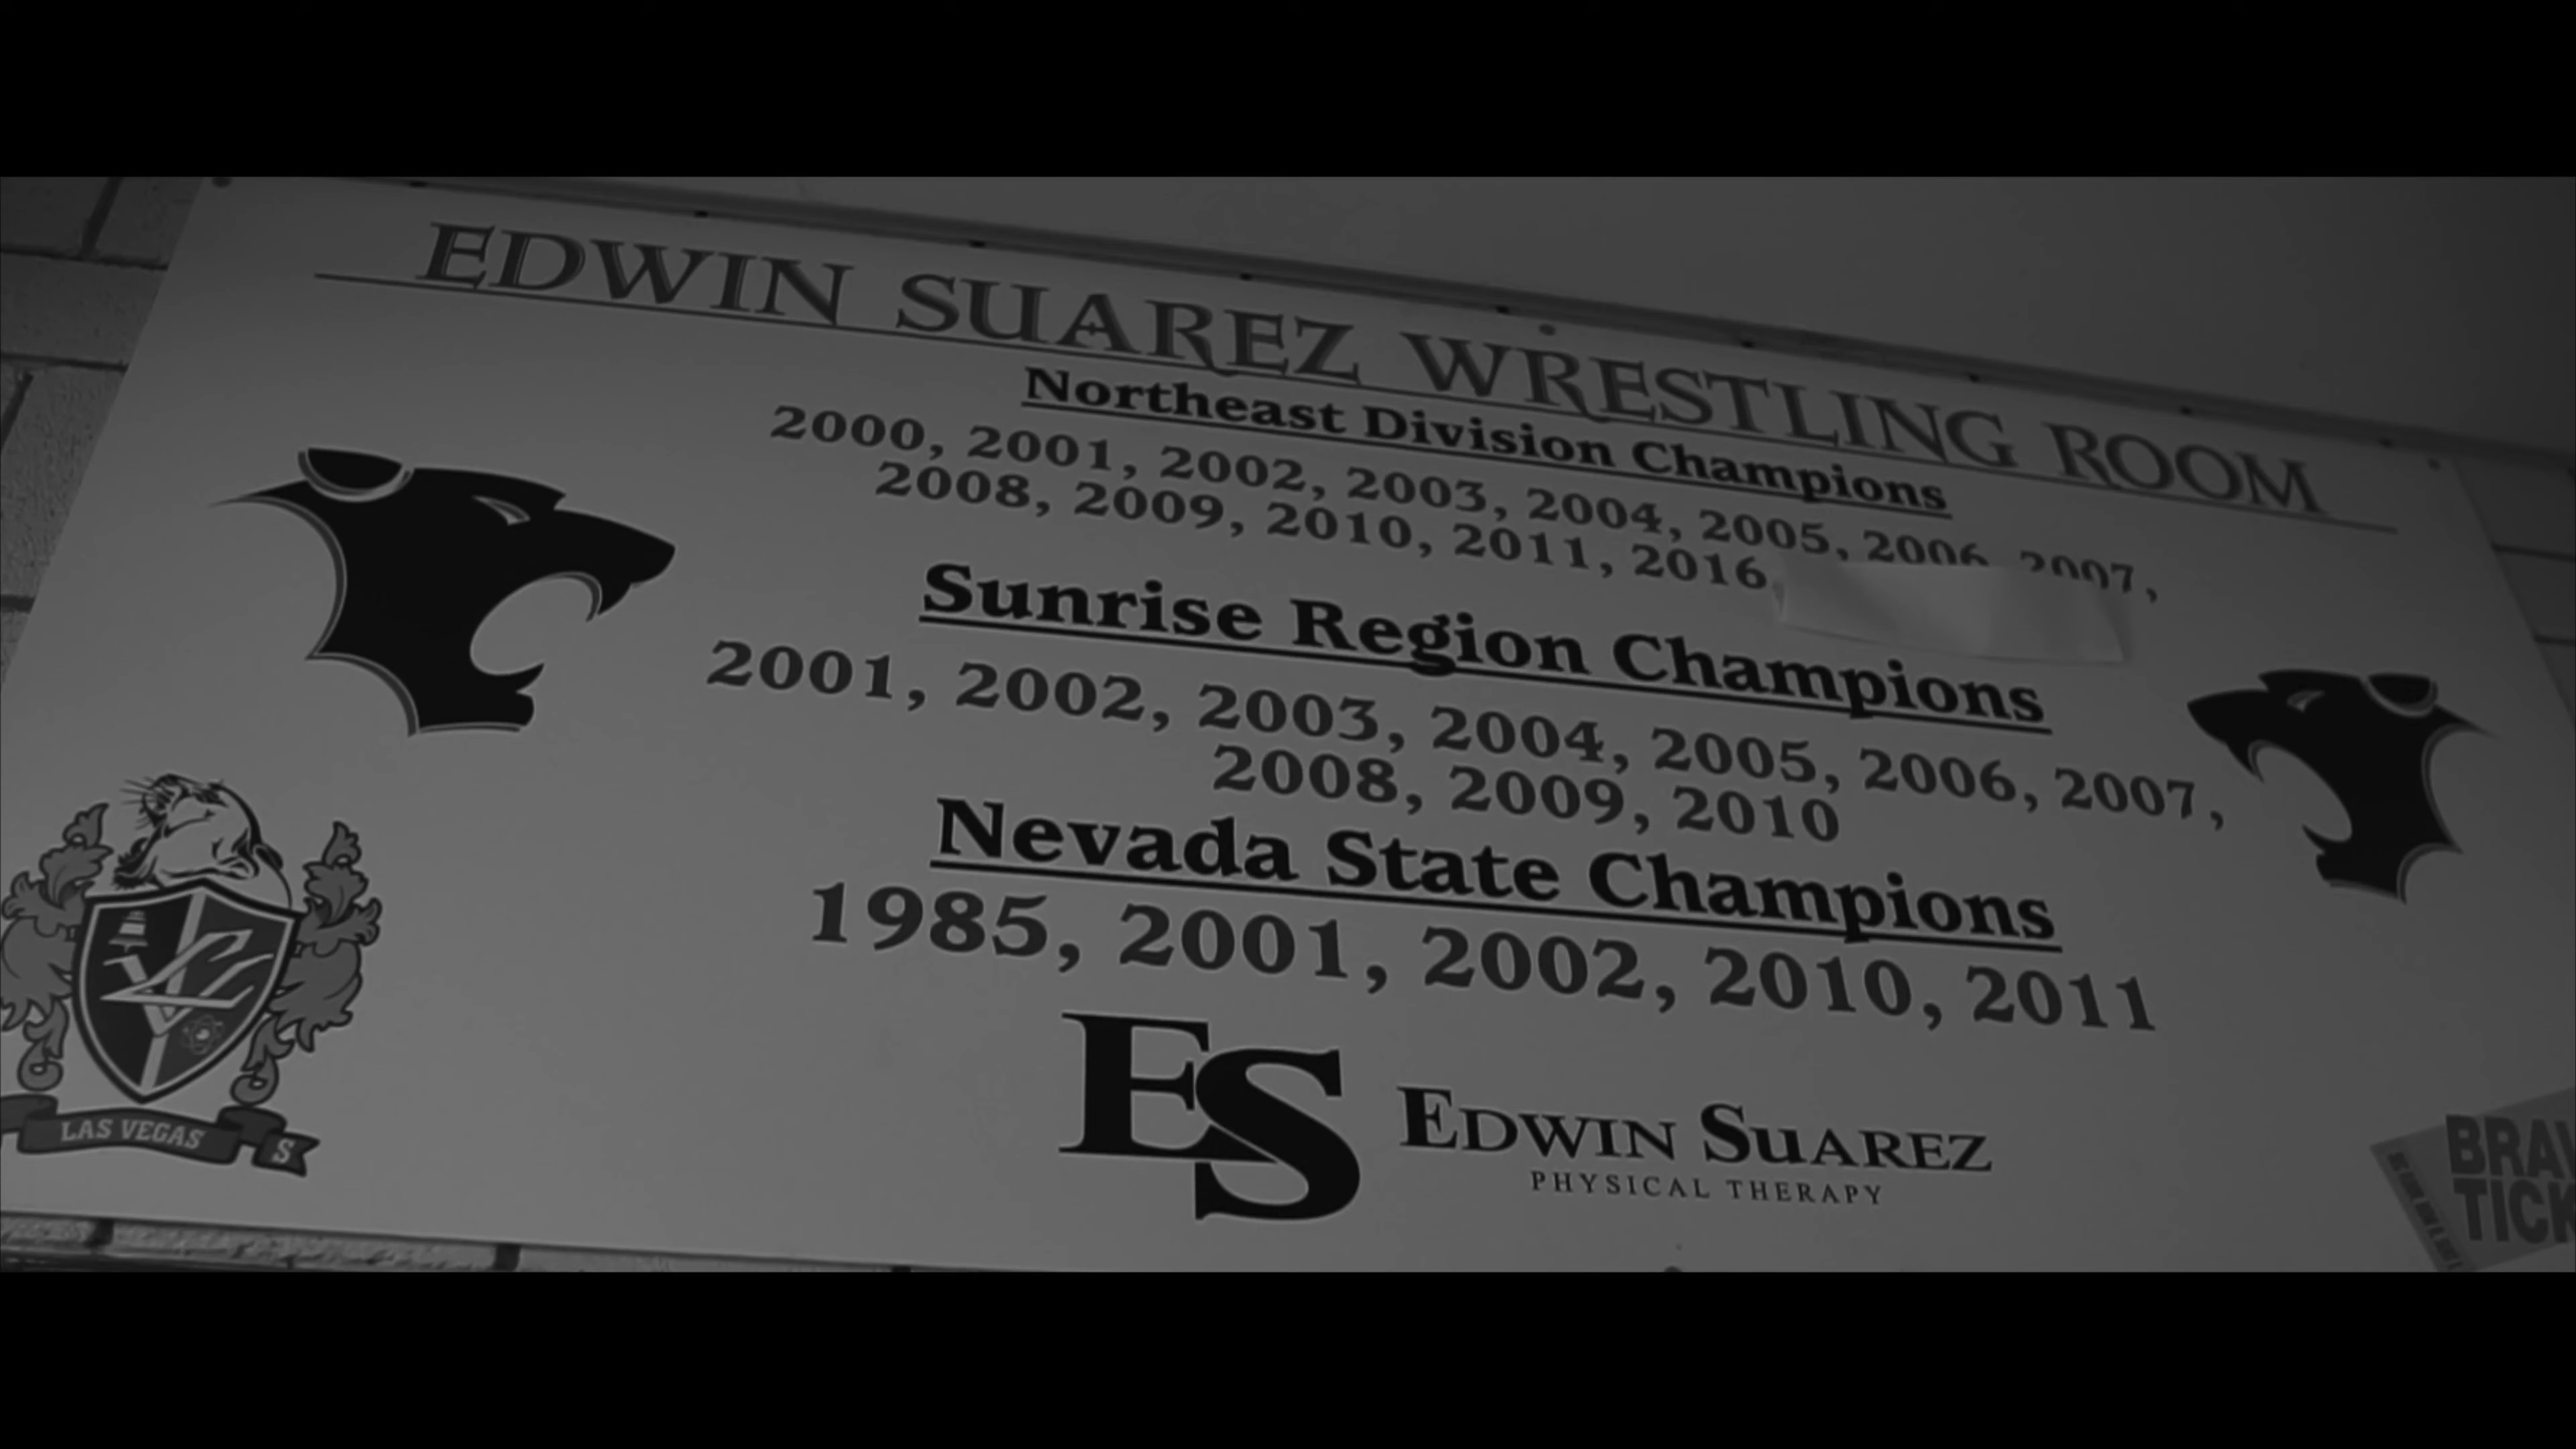 EDWIN SUAREZ WRESTLING ROOM
Northeast Division Champions
2000, 2001, 2002, 2003, 2004, 2005, 2006, 2007,
2008, 2009, 2010, 2011, 2016,
Sunrise Region Champions
2001, 2002, 2003, 2004, 2005, 2006, 2007,
2008, 2009, 2010
Nevada State Champions
1985, 2001, 2002, 2010, 2011
ES
EDWIN SUAREZ
PHYSICAL THERAPY
LV
LAS VEGAS
S